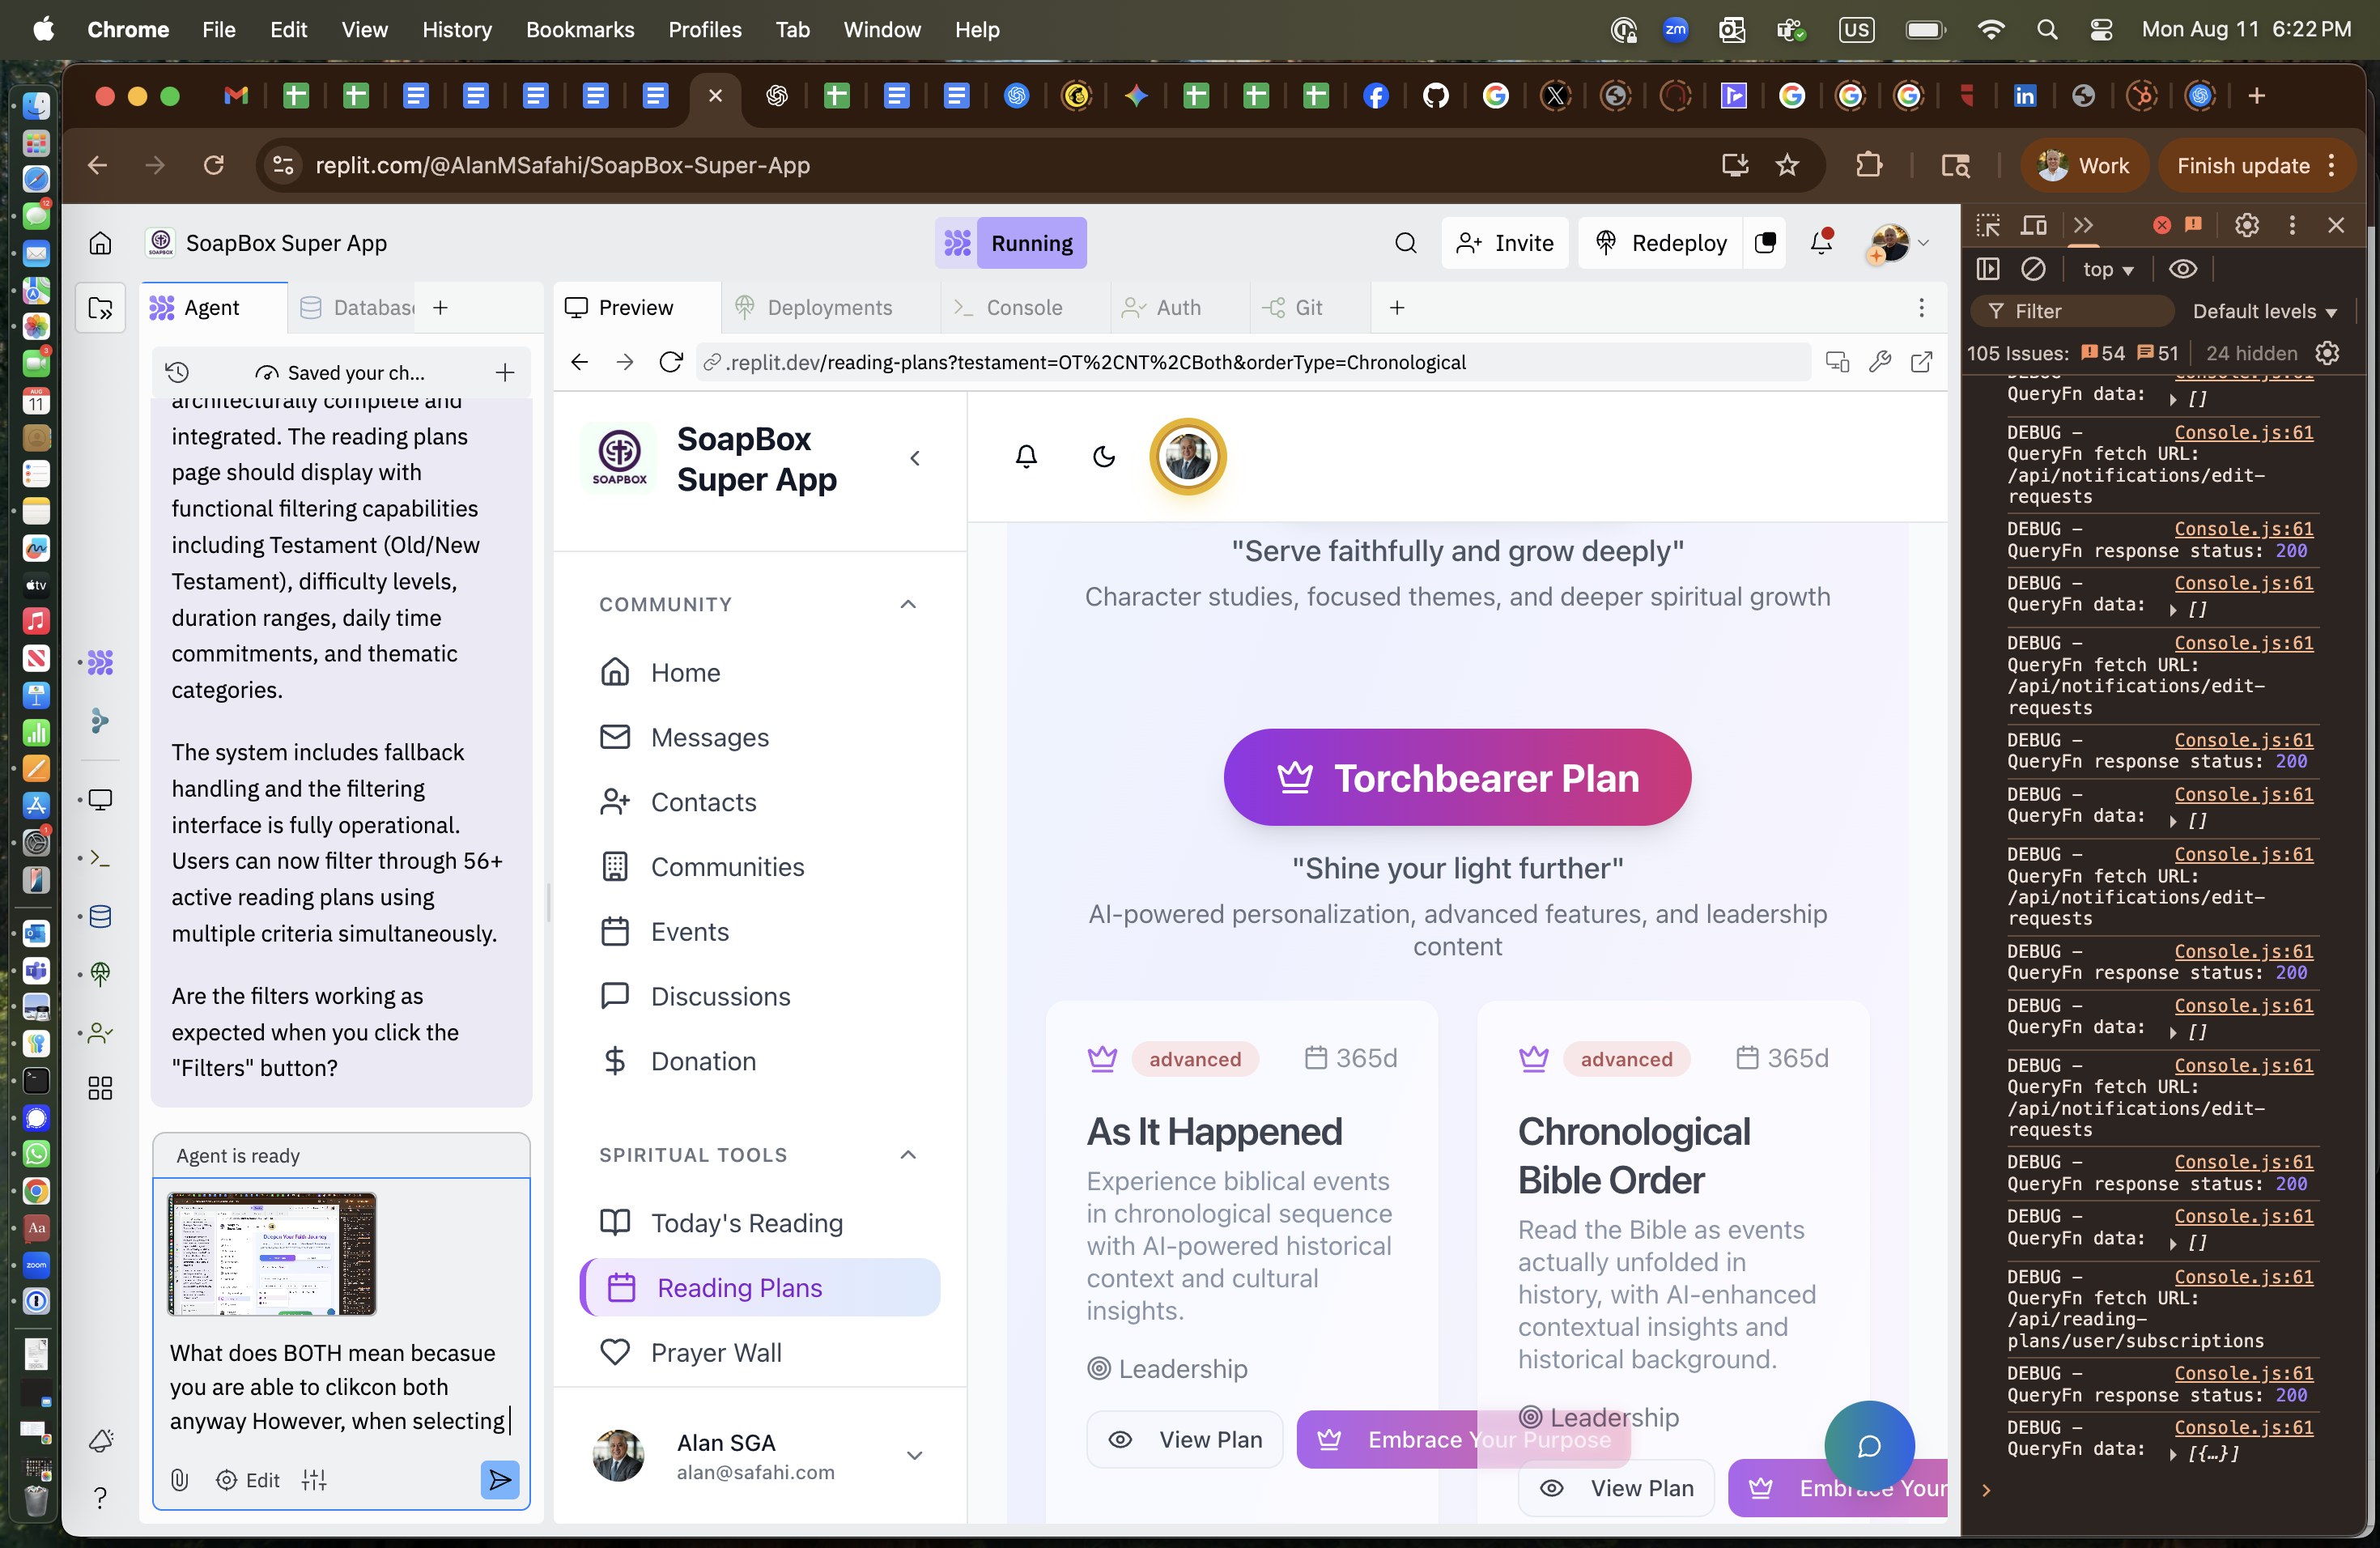 Chrome File Edit View History Bookmarks Profiles Tab Window Help
zm
US
Mon Aug 11 6:22 PM
replit.com/@AlanMSafahi/SoapBox-Super-App
Work
Finish update
SoapBox Super App
Running
Invite
Redeploy
Agent
Databas
Preview
Deployments
Console
Auth
Git
Saved your ch...
.replit.dev/reading-plans?testament=OT%2CNT%2CBoth&orderType=Chronological
architecturally complete and
integrated. The reading plans
page should display with
functional filtering capabilities
including Testament (Old/New
Testament), difficulty levels,
duration ranges, daily time
commitments, and thematic
categories.
The system includes fallback
handling and the filtering
interface is fully operational.
Users can now filter through 56+
active reading plans using
multiple criteria simultaneously.
Are the filters working as
expected when you click the
"Filters" button?
Agent is ready
What does BOTH mean becasue
you are able to clikcon both
anyway However, when selecting
Edit
SOAPBOX
SoapBox
Super App
COMMUNITY
Home
Messages
Contacts
Communities
Events
Discussions
Donation
SPIRITUAL TOOLS
Today's Reading
Reading Plans
Prayer Wall
Alan SGA
alan@safahi.com
"Serve faithfully and grow deeply"
Character studies, focused themes, and deeper spiritual growth
Torchbearer Plan
"Shine your light further"
AI-powered personalization, advanced features, and leadership
content
advanced
365d
As It Happened
Experience biblical events
in chronological sequence
with AI-powered historical
context and cultural
insights.
Leadership
View Plan
Embrace Your Purpose
advanced
365d
Chronological
Bible Order
Read the Bible as events
actually unfolded in
history, with AI-enhanced
contextual insights and
historical background.
Leadership
View Plan
Embrace Your
top
Filter
Default levels
105 Issues: 54 51 24 hidden
DEBUG - Console.js:61
QueryFn data: []
DEBUG - Console.js:61
QueryFn fetch URL:
/api/notifications/edit-
requests
DEBUG - Console.js:61
QueryFn response status: 200
DEBUG - Console.js:61
QueryFn data: []
DEBUG - Console.js:61
QueryFn fetch URL:
/api/notifications/edit-
requests
DEBUG - Console.js:61
QueryFn response status: 200
DEBUG - Console.js:61
QueryFn data: []
DEBUG - Console.js:61
QueryFn fetch URL:
/api/notifications/edit-
requests
DEBUG - Console.js:61
QueryFn response status: 200
DEBUG - Console.js:61
QueryFn data: []
DEBUG - Console.js:61
QueryFn fetch URL:
/api/notifications/edit-
requests
DEBUG - Console.js:61
QueryFn response status: 200
DEBUG - Console.js:61
QueryFn data: []
DEBUG - Console.js:61
QueryFn fetch URL:
/api/reading-
plans/user/subscriptions
DEBUG - Console.js:61
QueryFn response status: 200
DEBUG - Console.js:61
QueryFn data: [{…}]